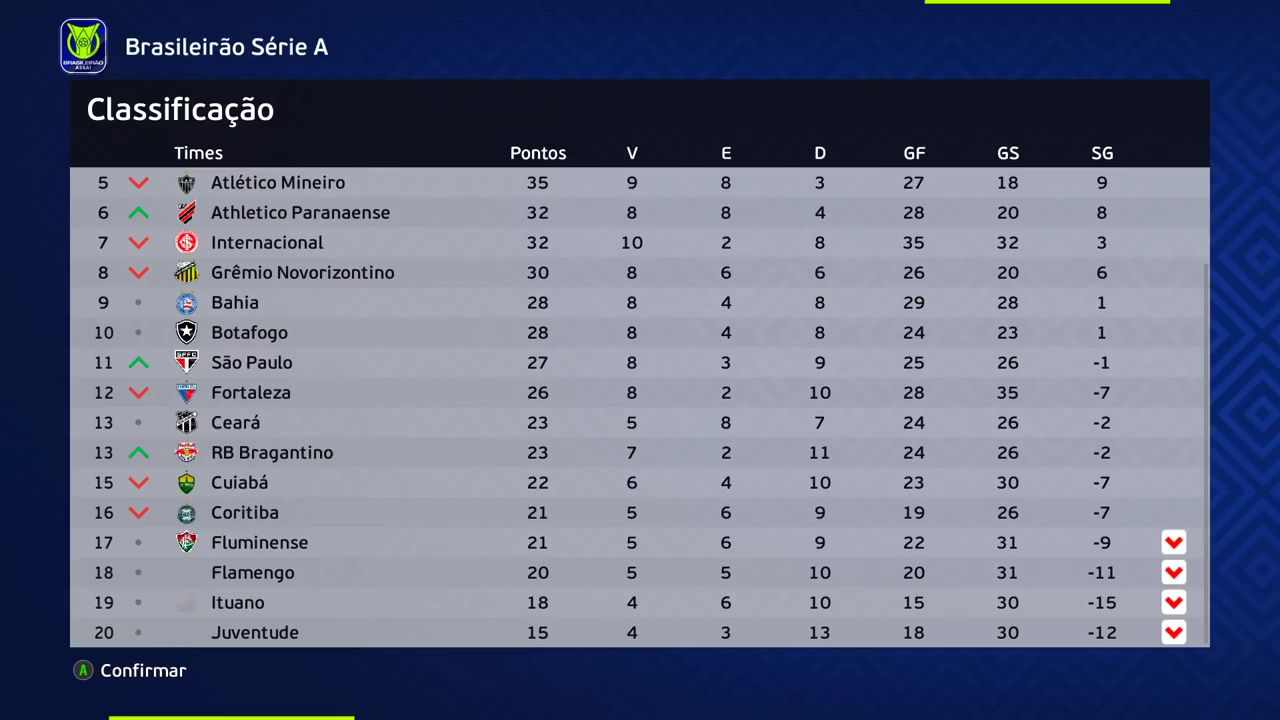 BRASILEIRÃO
ASSAÍ
Brasileirão Série A
Classificação
Times Pontos V E D GF GS SG
5 Atlético Mineiro 35 9 8 3 27 18 9
6 Athletico Paranaense 32 8 8 4 28 20 8
7 Internacional 32 10 2 8 35 32 3
8 Grêmio Novorizontino 30 8 6 6 26 20 6
9 Bahia 28 8 4 8 29 28 1
10 Botafogo 28 8 4 8 24 23 1
SPFC
11 São Paulo 27 8 3 9 25 26 -1
12 Fortaleza 26 8 2 10 28 35 -7
13 Ceará 23 5 8 7 24 26 -2
13 RB Bragantino 23 7 2 11 24 26 -2
15 Cuiabá 22 6 4 10 23 30 -7
16 Coritiba 21 5 6 9 19 26 -7
17 Fluminense 21 5 6 9 22 31 -9
18 Flamengo 20 5 5 10 20 31 -11
19 Ituano 18 4 6 10 15 30 -15
20 Juventude 15 4 3 13 18 30 -12
A Confirmar